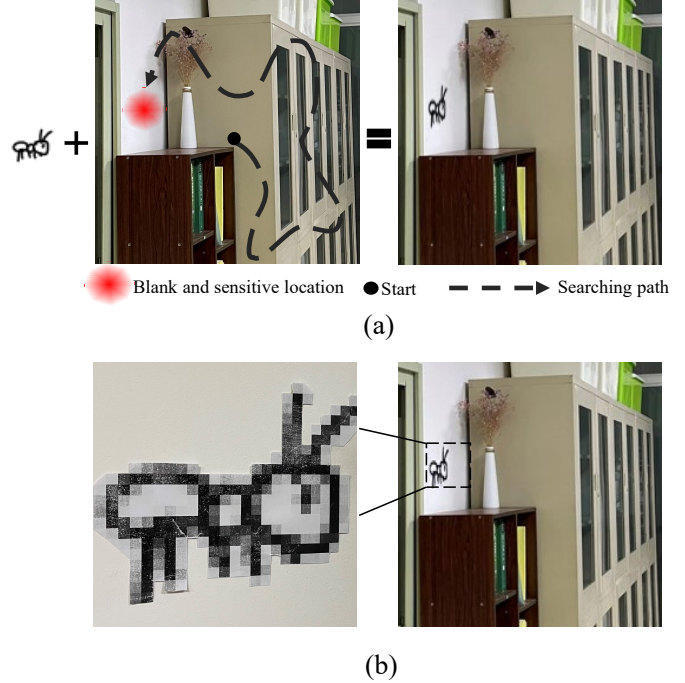 Blank and sensitive location
Start
Searching path
(a)
(b)